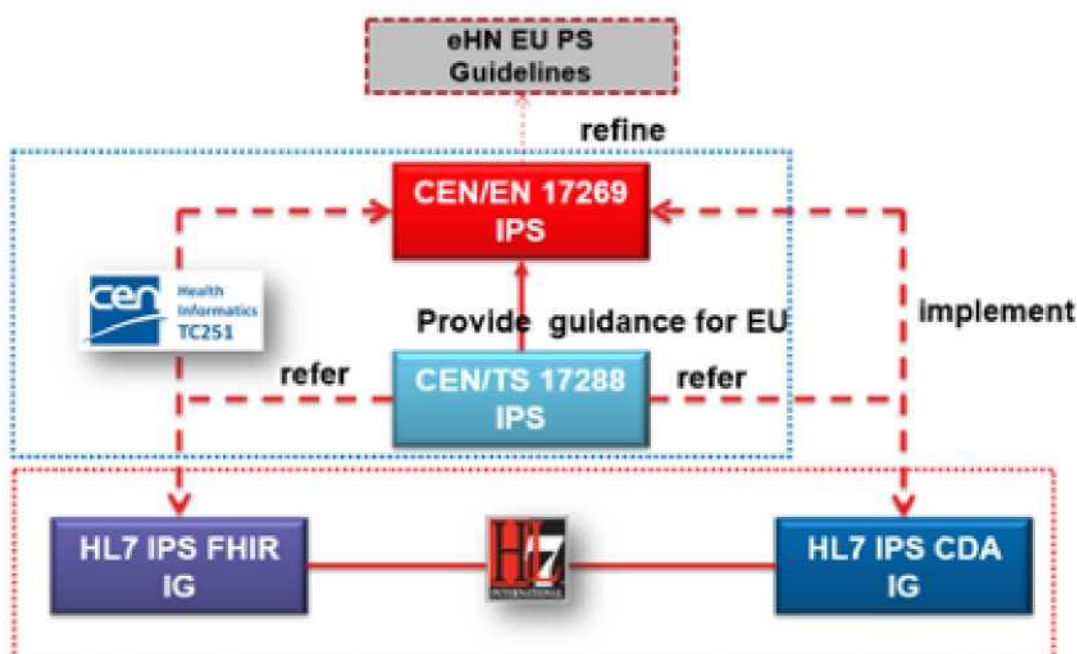 eHN EU PS
Guidelines
refine
CEN/EN 17269
IPS
cen
Health
Informatics
TC251
Provide guidance for EU
implement
refer
CEN/TS 17288
IPS
refer
HL7 IPS FHIR
IG
HL7
INTERNATIONAL
HL7 IPS CDA
IG